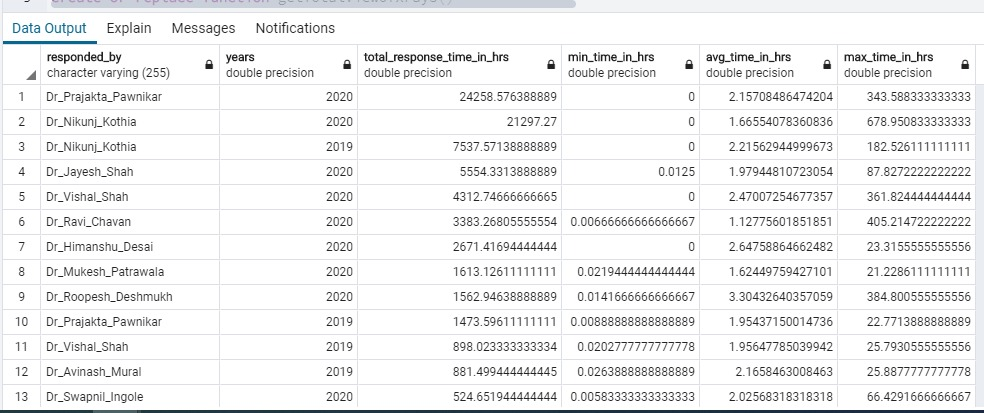 create or replace function
Data Output Explain Messages Notifications
responded_by years total_response_time_in_hrs min_time_in_hrs avg_time_in_hrs max_time_in_hrs
character varying (255) double precision double precision double precision double precision double precision
1 Dr_Prajakta_Pawnikar 2020 24258.576388889 0 2.15708486474204 343.588333333333
2 Dr_Nikunj_Kothia 2020 21297.27 0 1.66554078360836 678.950833333333
3 Dr_Nikunj_Kothia 2019 7537.57138888889 0 2.21562944999673 182.526111111111
4 Dr_Jayesh_Shah 2020 5554.3313888889 0.0125 1.97944810723054 87.8272222222222
5 Dr_Vishal_Shah 2020 4312.74666666665 0 2.47007254677357 361.824444444444
6 Dr_Ravi_Chavan 2020 3383.26805555554 0.00666666666666667 1.12775601851851 405.214722222222
7 Dr_Himanshu_Desai 2020 2671.41694444444 0 2.64758864662482 23.3155555555556
8 Dr_Mukesh_Patrawala 2020 1613.12611111111 0.0219444444444444 1.62449759427101 21.2286111111111
9 Dr_Roopesh_Deshmukh 2020 1562.94638888889 0.0141666666666667 3.30432640357059 384.800555555556
10 Dr_Prajakta_Pawnikar 2019 1473.59611111111 0.00888888888888889 1.95437150014736 22.7713888888889
11 Dr_Vishal_Shah 2019 898.023333333334 0.0202777777777778 1.95647785039942 25.7930555555556
12 Dr_Avinash_Mural 2019 881.499444444445 0.0263888888888889 2.1658463008463 25.8877777777778
13 Dr_Swapnil_Ingole 2020 524.651944444444 0.00583333333333333 2.02568318318318 66.4291666666667